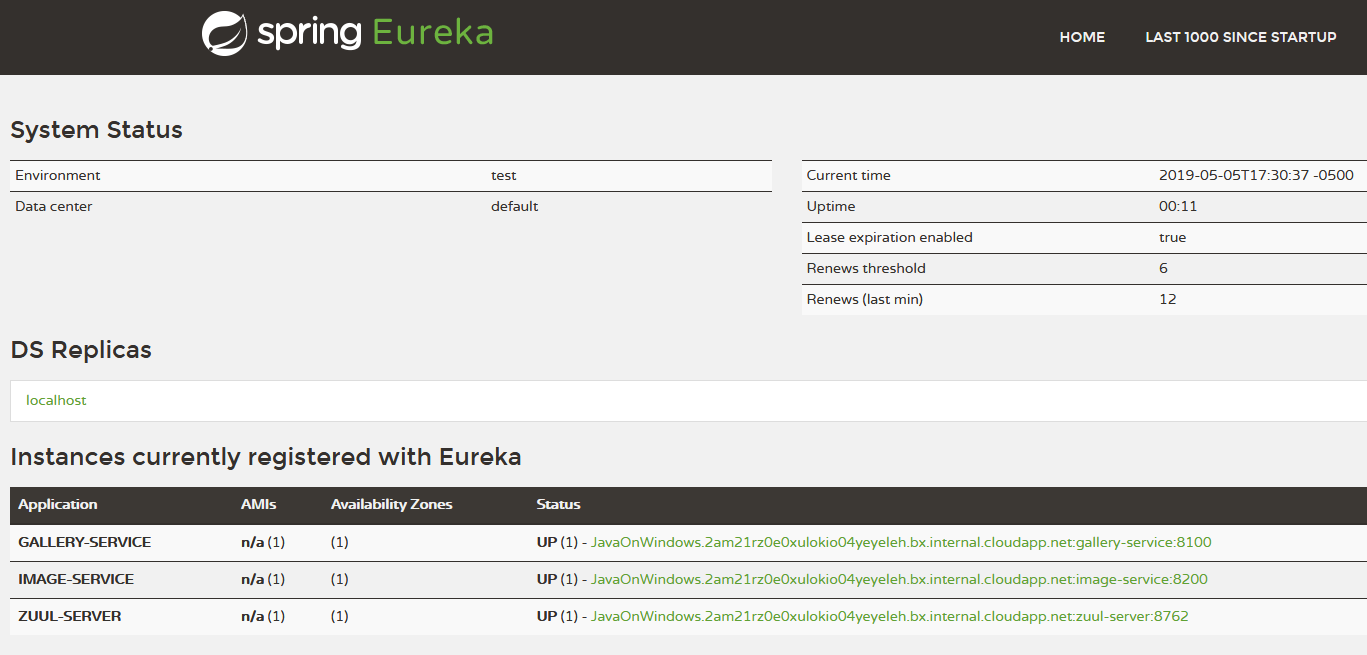 spring Eureka
HOME LAST 1000 SINCE STARTUP
System Status
Environment test
Data center default
Current time 2019-05-05T17:30:37 -0500
Uptime 00:11
Lease expiration enabled true
Renews threshold 6
Renews (last min) 12
DS Replicas
localhost
Instances currently registered with Eureka
Application AMIs Availability Zones Status
GALLERY-SERVICE n/a (1) (1) UP (1) - JavaOnWindows.2am21rz0e0xulokio04yeyeleh.bx.internal.cloudapp.net:gallery-service:8100
IMAGE-SERVICE n/a (1) (1) UP (1) - JavaOnWindows.2am21rz0e0xulokio04yeyeleh.bx.internal.cloudapp.net:image-service:8200
ZUUL-SERVER n/a (1) (1) UP (1) - JavaOnWindows.2am21rz0e0xulokio04yeyeleh.bx.internal.cloudapp.net:zuul-server:8762